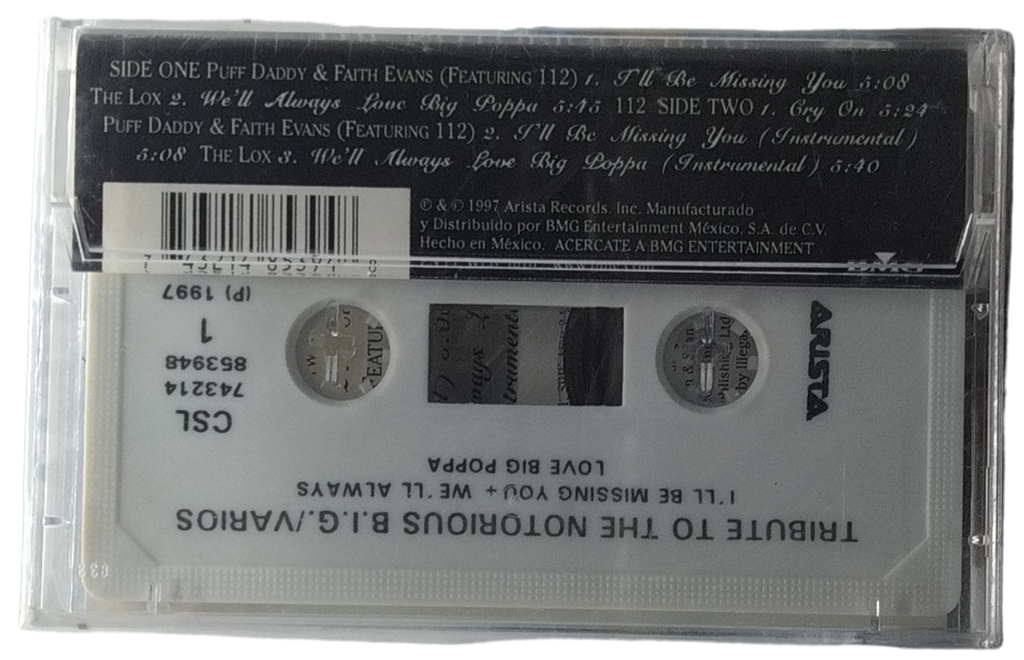 SIDE ONE PUFF DADDY & FAITH EVANS (FEATURING 112) 1. I'll Be Missing You 5:08
THE LOX 2. We'll Always Love Big Poppa 5:45 112 SIDE TWO 1. Cry On 5:24
PUFF DADDY & FAITH EVANS (FEATURING 112) 2. I'll Be Missing You (Instrumental)
5:08 THE LOX 3. We'll Always Love Big Poppa (Instrumental) 5:40
℗ & © 1997 Arista Records, Inc. Manufacturado
y Distribuido por BMG Entertainment México, S.A. de C.V.
Hecho en México. ACERCATE A BMG ENTERTAINMENT
BMG
TRIBUTE TO THE NOTORIOUS B.I.G./VARIOS
I'LL BE MISSING YOU + WE'LL ALWAYS
LOVE BIG POPPA
ARISTA
CSL
743214
853948
1
(P) 1997